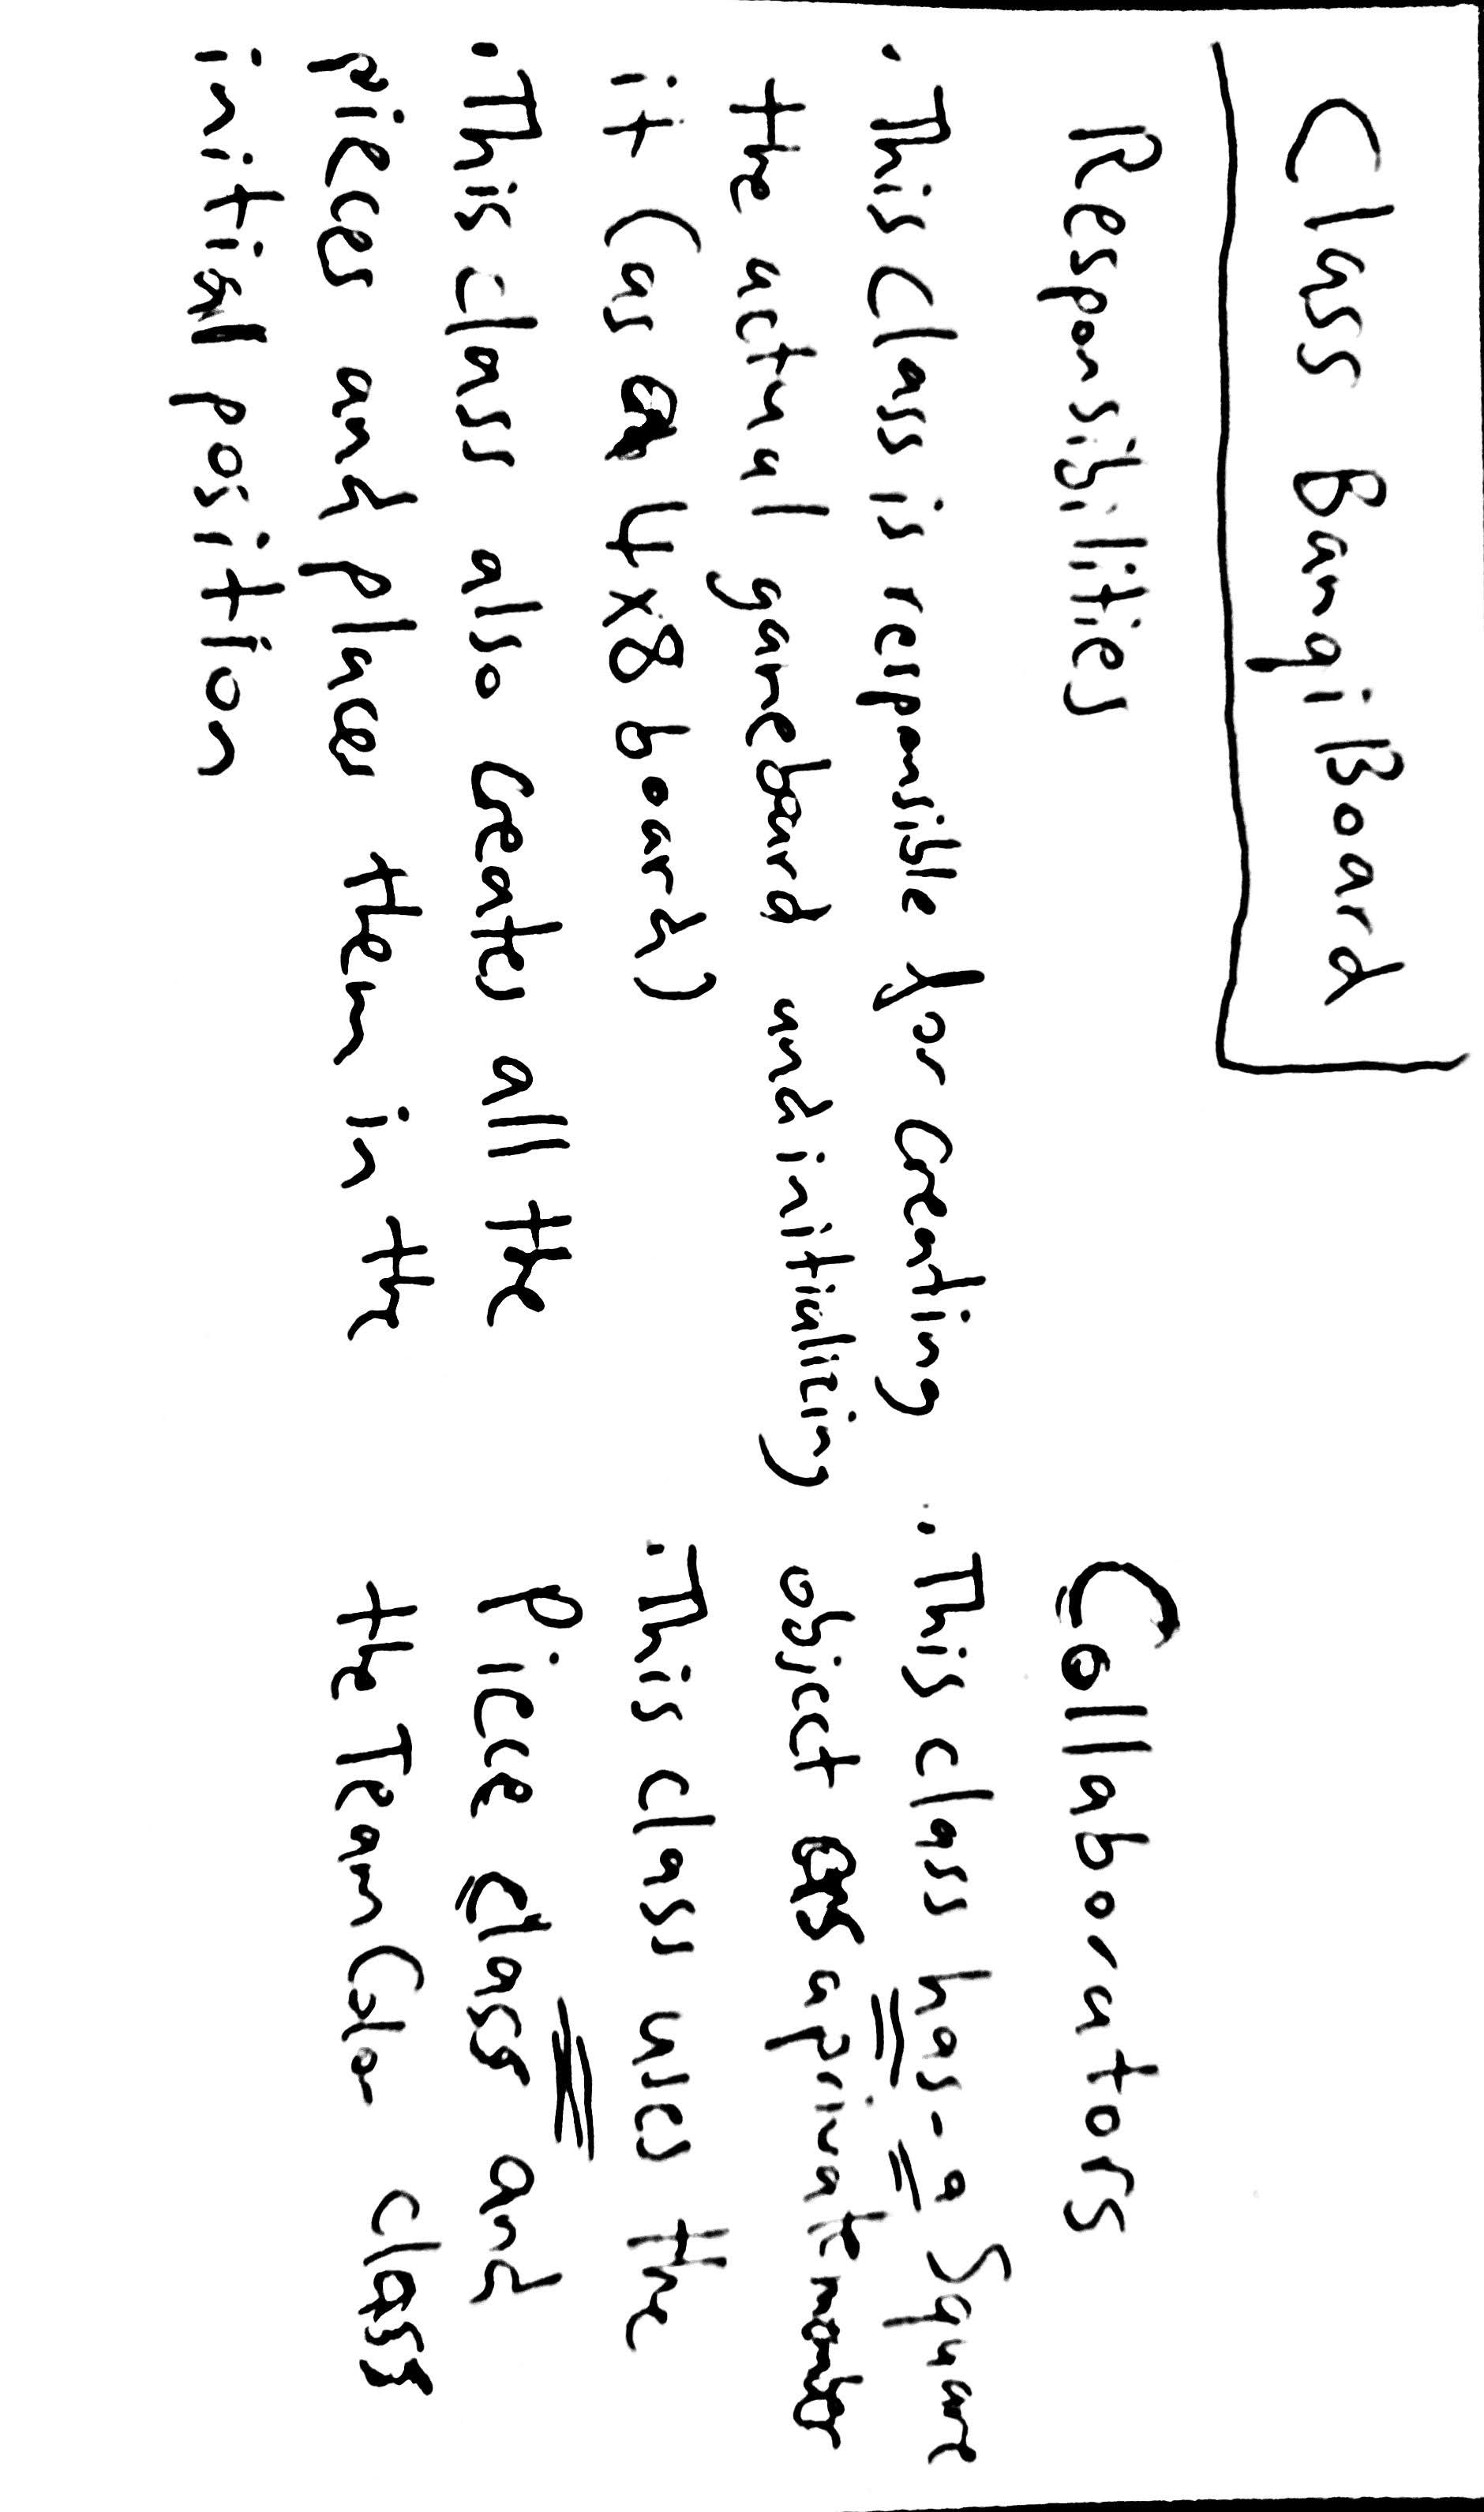 Class BanqiBoard
Responsibilities
• This Class is responsible for creating
the actual gameboard and initializing
it (as a 4x8 board)
• This class also creates all the
pieces and places them in the
initial position
Collaborators
• This class has-a Square
object as a private member
• This class uses the
Piece class and
the TeamColor class